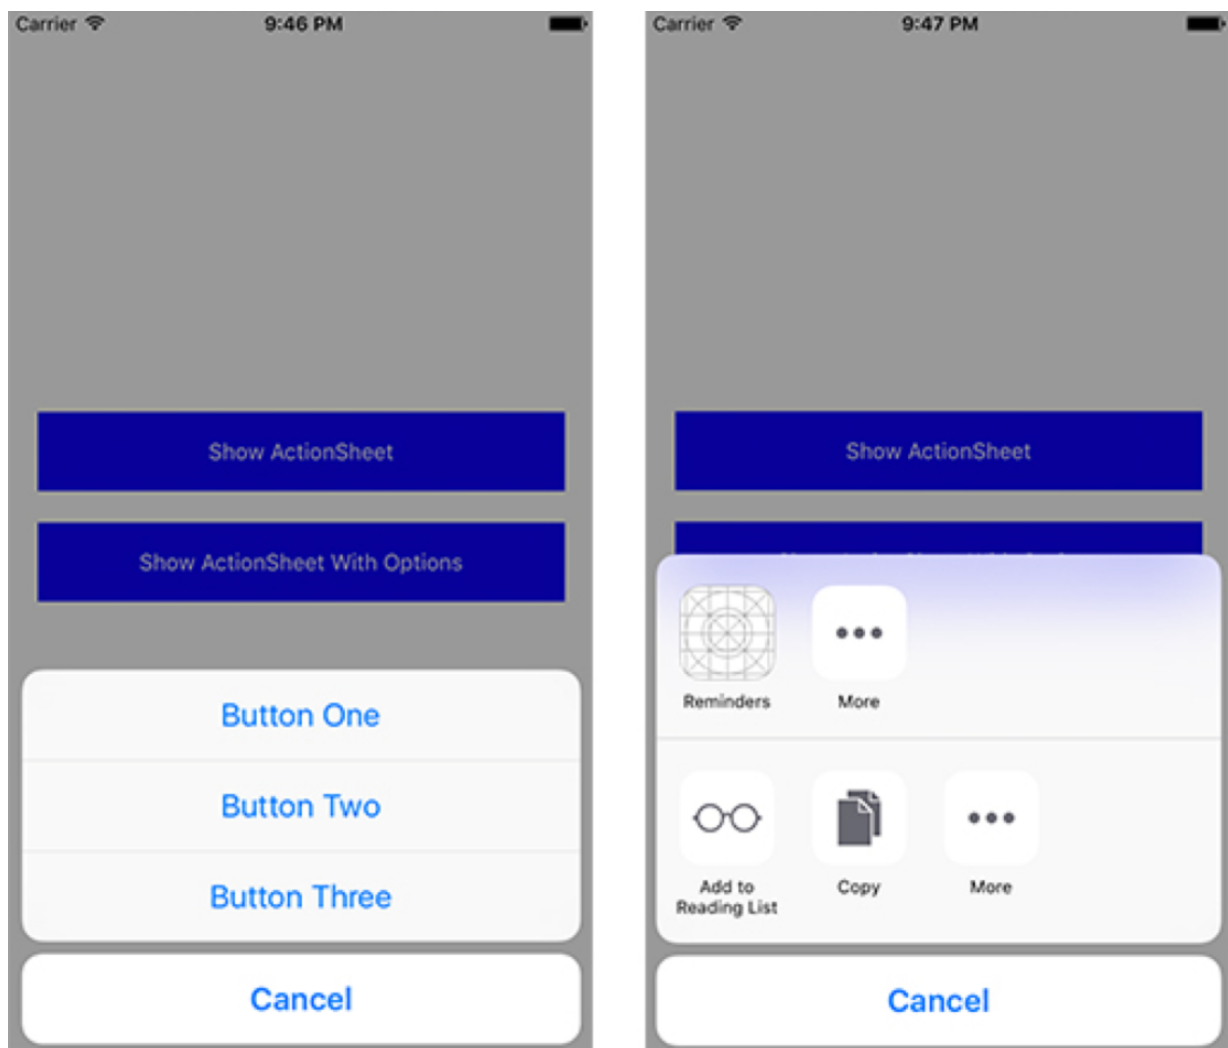 Carrier
9:46 PM
Show ActionSheet
Show ActionSheet With Options
Button One
Button Two
Button Three
Cancel
Carrier
9:47 PM
Show ActionSheet
Reminders
More
Add to
Reading List
Copy
More
Cancel